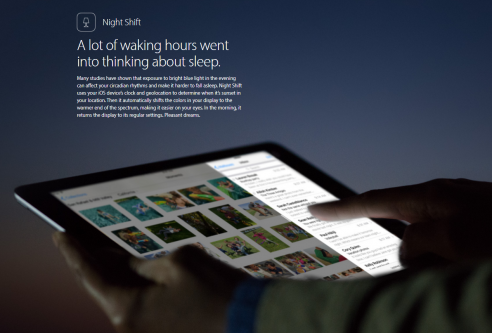 Night Shift
A lot of waking hours went
into thinking about sleep.
Many studies have shown that exposure to bright blue light in the evening
can affect your circadian rhythms and make it harder to fall asleep. Night Shift
uses your iOS device's clock and geolocation to determine when it's sunset in
your location. Then it automatically shifts the colors in your display to the
warmer end of the spectrum, making it easier on your eyes. In the morning, it
returns the display to its regular settings. Pleasant dreams.